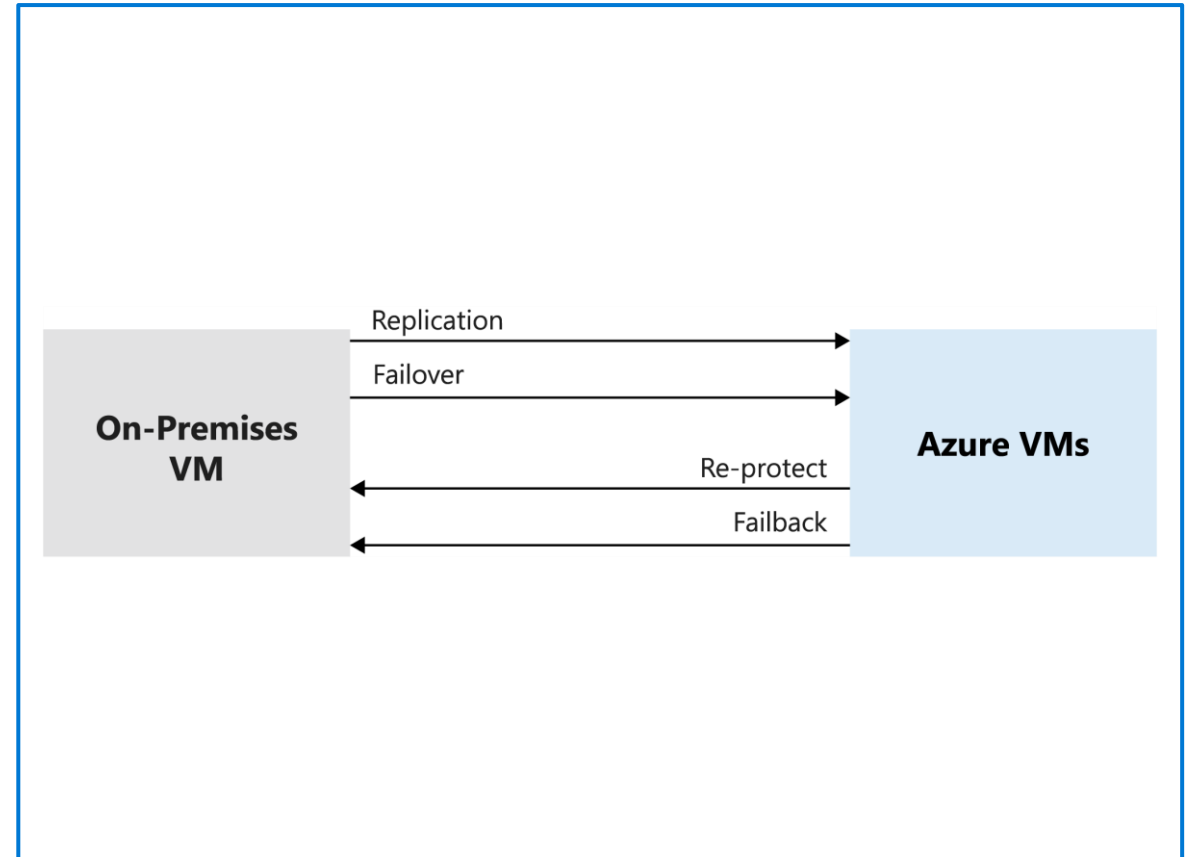 Replication
Failover
On-Premises
VM
Azure VMs
Re-protect
Failback